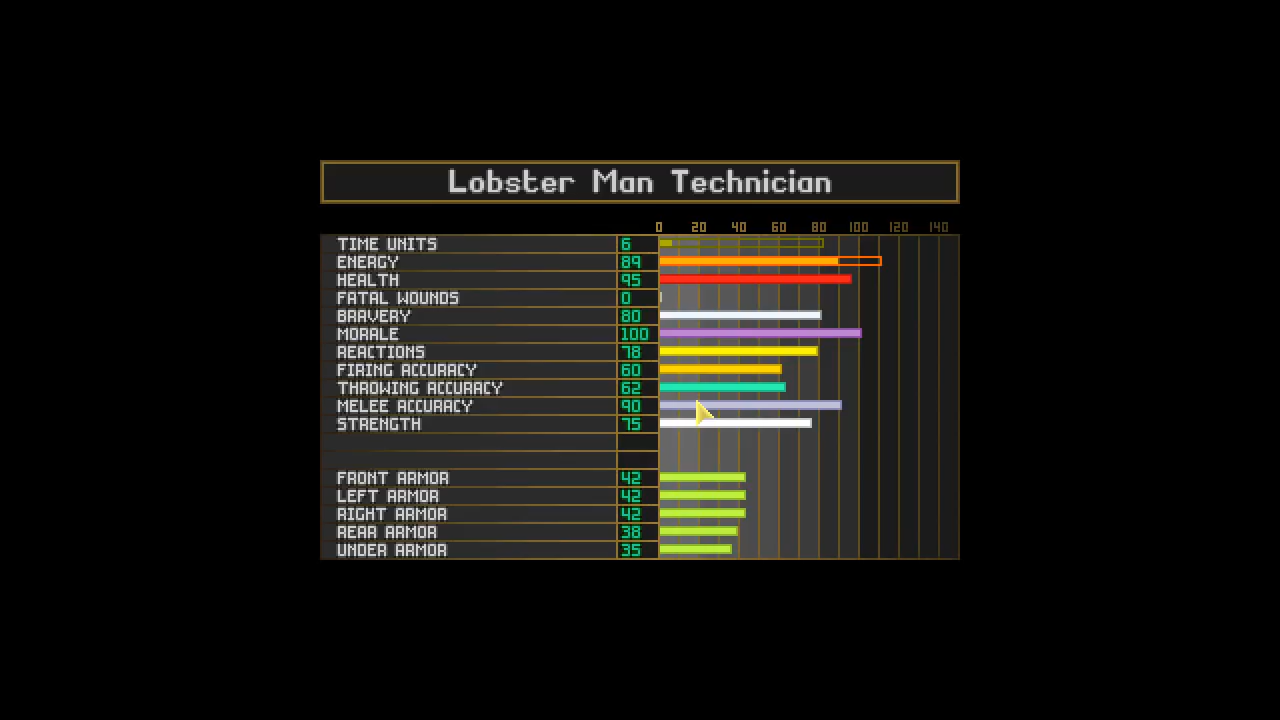 Lobster Man Technician
0 20 40 60 80 100 120 140
TIME UNITS 6
ENERGY 89
HEALTH 95
FATAL WOUNDS 0
BRAVERY 80
MORALE 100
REACTIONS 78
FIRING ACCURACY 60
THROWING ACCURACY 62
MELEE ACCURACY 90
STRENGTH 75
FRONT ARMOR 42
LEFT ARMOR 42
RIGHT ARMOR 42
REAR ARMOR 38
UNDER ARMOR 35